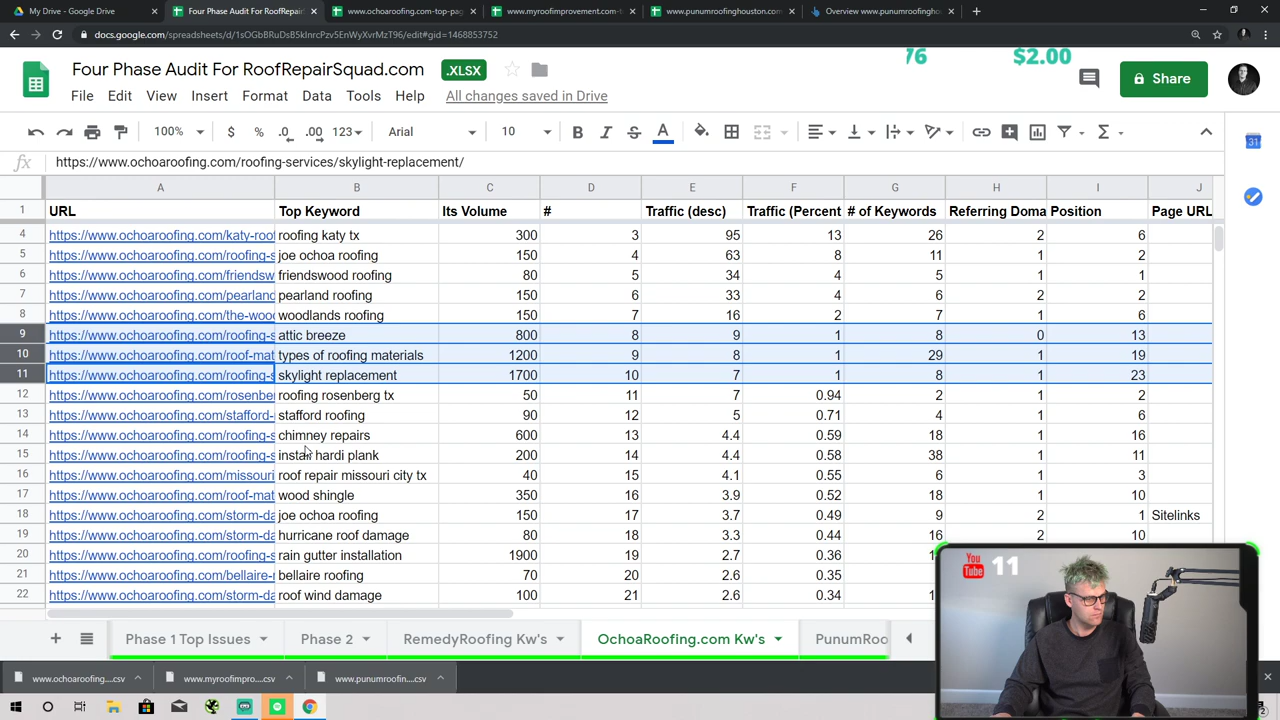 My Drive - Google Drive
Four Phase Audit For RoofRepairS
www.ochoaroofing.com-top-pag
www.myroofimprovement.com-t
www.punumroofinghouston.com
Overview www.punumroofingho
docs.google.com/spreadsheets/d/1sOGbBRuDsB5kInrcPzv5EnWyXvrMzT96/edit#gid=1468853752
Four Phase Audit For RoofRepairSquad.com .XLSX
76 $2.00
Share
File Edit View Insert Format Data Tools Help All changes saved in Drive
100% $ % .0 .00 123 Arial 10 B I S A Σ
fx https://www.ochoaroofing.com/roofing-services/skylight-replacement/
31
A B C D E F G H I J
1 URL Top Keyword Its Volume # Traffic (desc) Traffic (Percent # of Keywords Referring Doma Position Page URL
4 https://www.ochoaroofing.com/katy-roof roofing katy tx 300 3 95 13 26 2 6
5 https://www.ochoaroofing.com/roofing-s joe ochoa roofing 150 4 63 8 11 1 2
6 https://www.ochoaroofing.com/friendsw friendswood roofing 80 5 34 4 5 1 1
7 https://www.ochoaroofing.com/pearland pearland roofing 150 6 33 4 6 2 2
8 https://www.ochoaroofing.com/the-wood woodlands roofing 150 7 16 2 7 1 6
9 https://www.ochoaroofing.com/roofing-s attic breeze 800 8 9 1 8 0 13
10 https://www.ochoaroofing.com/roof-mat types of roofing materials 1200 9 8 1 29 1 19
11 https://www.ochoaroofing.com/roofing-s skylight replacement 1700 10 7 1 8 1 23
12 https://www.ochoaroofing.com/rosenbe roofing rosenberg tx 50 11 7 0.94 2 1 2
13 https://www.ochoaroofing.com/stafford- stafford roofing 90 12 5 0.71 4 1 6
14 https://www.ochoaroofing.com/roofing-s chimney repairs 600 13 4.4 0.59 18 1 16
15 https://www.ochoaroofing.com/roofing-s install hardi plank 200 14 4.4 0.58 38 1 11
16 https://www.ochoaroofing.com/missouri roof repair missouri city tx 40 15 4.1 0.55 6 1 3
17 https://www.ochoaroofing.com/roof-mat wood shingle 350 16 3.9 0.52 18 1 10
18 https://www.ochoaroofing.com/storm-da joe ochoa roofing 150 17 3.7 0.49 9 2 1 Sitelinks
19 https://www.ochoaroofing.com/storm-da hurricane roof damage 80 18 3.3 0.44 16 2 10
20 https://www.ochoaroofing.com/roofing-s rain gutter installation 1900 19 2.7 0.36
21 https://www.ochoaroofing.com/bellaire-r bellaire roofing 70 20 2.6 0.35
22 https://www.ochoaroofing.com/storm-da roof wind damage 100 21 2.6 0.34
You Tube 11
Phase 1 Top Issues Phase 2 RemedyRoofing Kw's OchoaRoofing.com Kw's PunumRoo
www.ochoaroofing....csv www.myroofimpro....csv www.punumroofin....csv